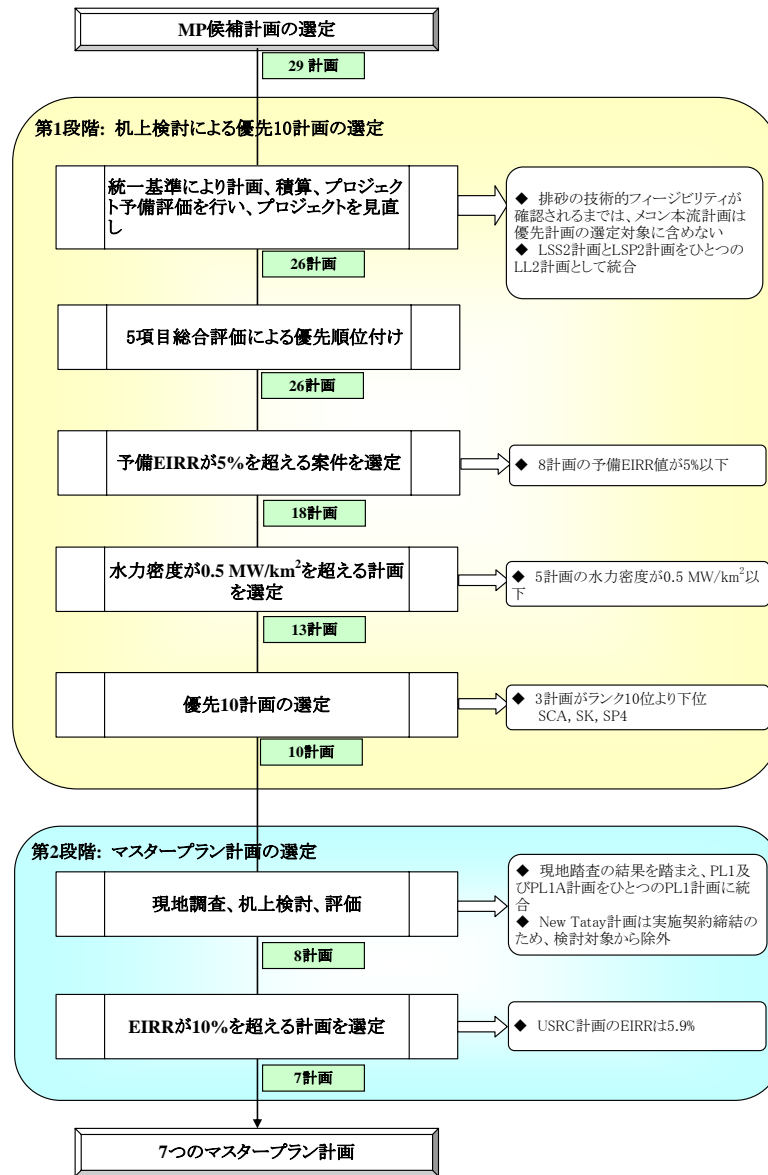 MP候補計画の選定
29 計画
第1段階: 机上検討による優先10計画の選定
統一基準により計画、積算、プロジェク
ト予備評価を行い、プロジェクトを見直
し
◆ 排砂の技術的フィージビリティが
確認されるまでは、メコン本流計画は
優先計画の選定対象に含めない
◆ LSS2計画とLSP2計画をひとつの
LL2計画として統合
26計画
5項目総合評価による優先順位付け
26計画
予備EIRRが5%を超える案件を選定
◆ 8計画の予備EIRR値が5%以下
18計画
水力密度が0.5 MW/km²を超える計画
を選定
◆ 5計画の水力密度が0.5 MW/km²以
下
13計画
優先10計画の選定
◆ 3計画がランク10位より下位
SCA, SK, SP4
10計画
第2段階: マスタープラン計画の選定
現地調査、机上検討、評価
◆ 現地踏査の結果を踏まえ、PL1及
びPL1A計画をひとつのPL1計画に統
合
◆ New Tatay計画は実施契約締結の
ため、検討対象から除外
8計画
EIRRが10%を超える計画を選定
◆ USRC計画のEIRRは5.9%
7計画
7つのマスタープラン計画